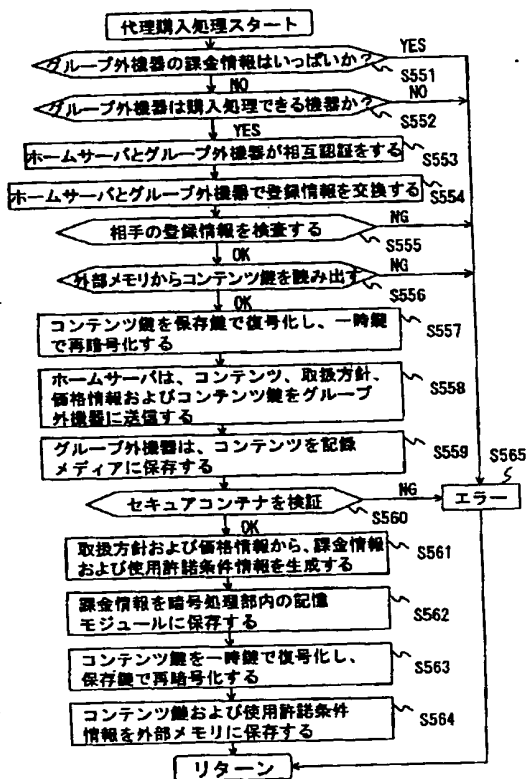 代理購入処理スタート
グループ外機器の課金情報はいっぱいか?
YES
S551
NO
グループ外機器は購入処理できる機器か?
NO
S552
YES
ホームサーバとグループ外機器が相互認証をする
S553
ホームサーバとグループ外機器で登録情報を交換する
S554
相手の登録情報を検査する
NG
S555
OK
外部メモリからコンテンツ鍵を読み出す
NG
S556
OK
コンテンツ鍵を保存鍵で復号化し、一時鍵
で再暗号化する
S557
ホームサーバは、コンテンツ、取扱方針、
価格情報およびコンテンツ鍵をグループ
外機器に送信する
S558
グループ外機器は、コンテンツを記録
メディアに保存する
S559
セキュアコンテナを検証
NG
S560
エラー
S565
OK
取扱方針および価格情報から、課金情報
および使用許諾条件情報を生成する
S561
課金情報を暗号処理部内の記憶
モジュールに保存する
S562
コンテンツ鍵を一時鍵で復号化し、
保存鍵で再暗号化する
S563
コンテンツ鍵および使用許諾条件
情報を外部メモリに保存する
S564
リターン